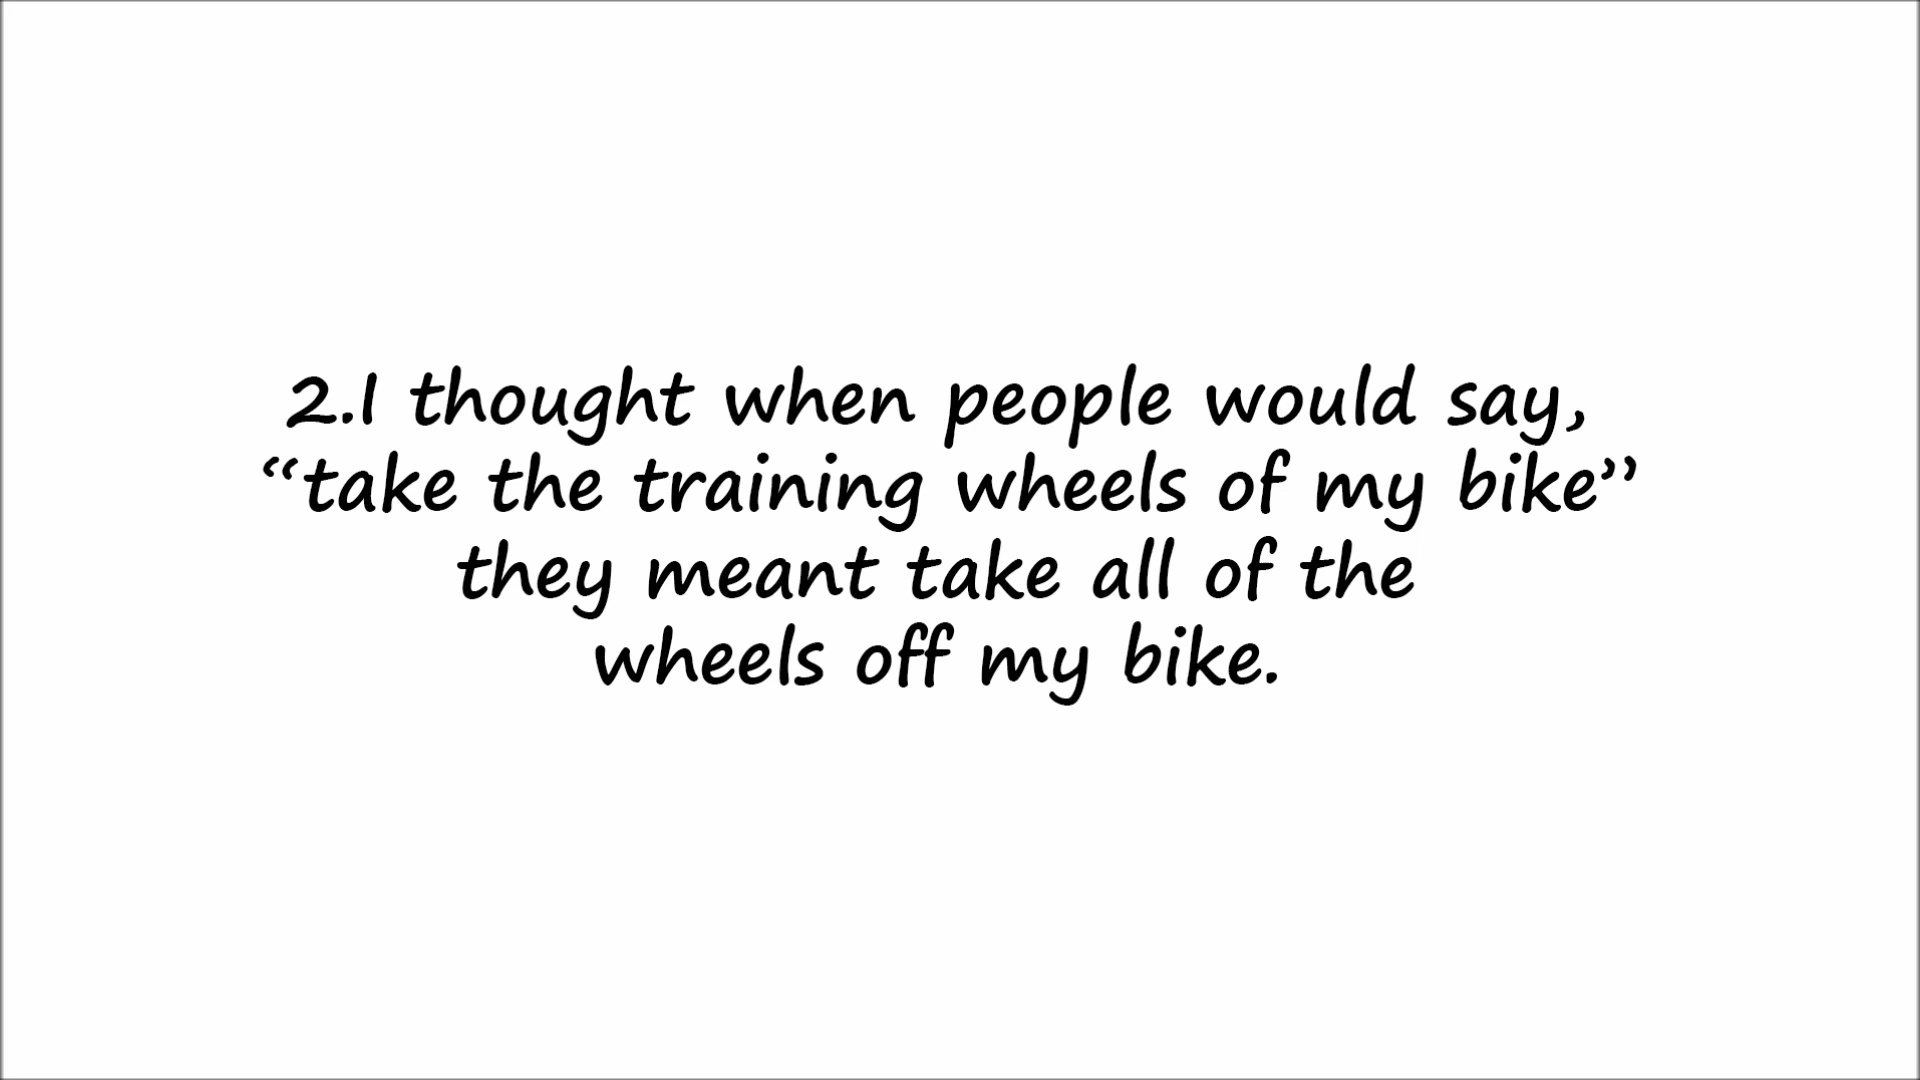 2.I thought when people would say,
“take the training wheels of my bike”
they meant take all of the
wheels off my bike.